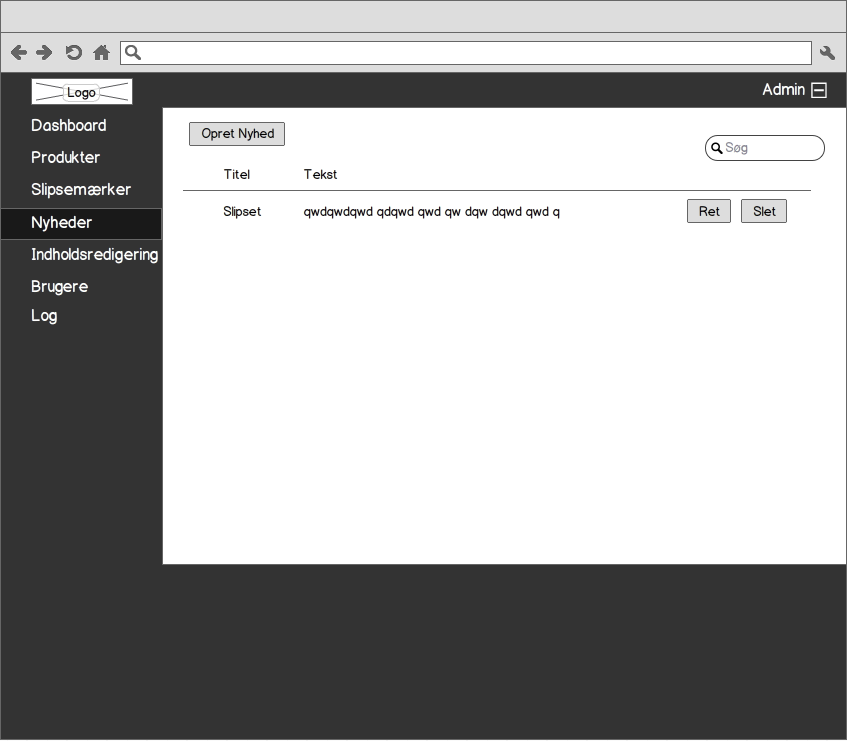 Logo
Admin
Dashboard
Produkter
Slipsemærker
Nyheder
Indholdsredigering
Brugere
Log
Opret Nyhed
Søg
Titel Tekst
Slipset qwdqwdqwd qdqwd qwd qw dqw dqwd qwd q Ret Slet